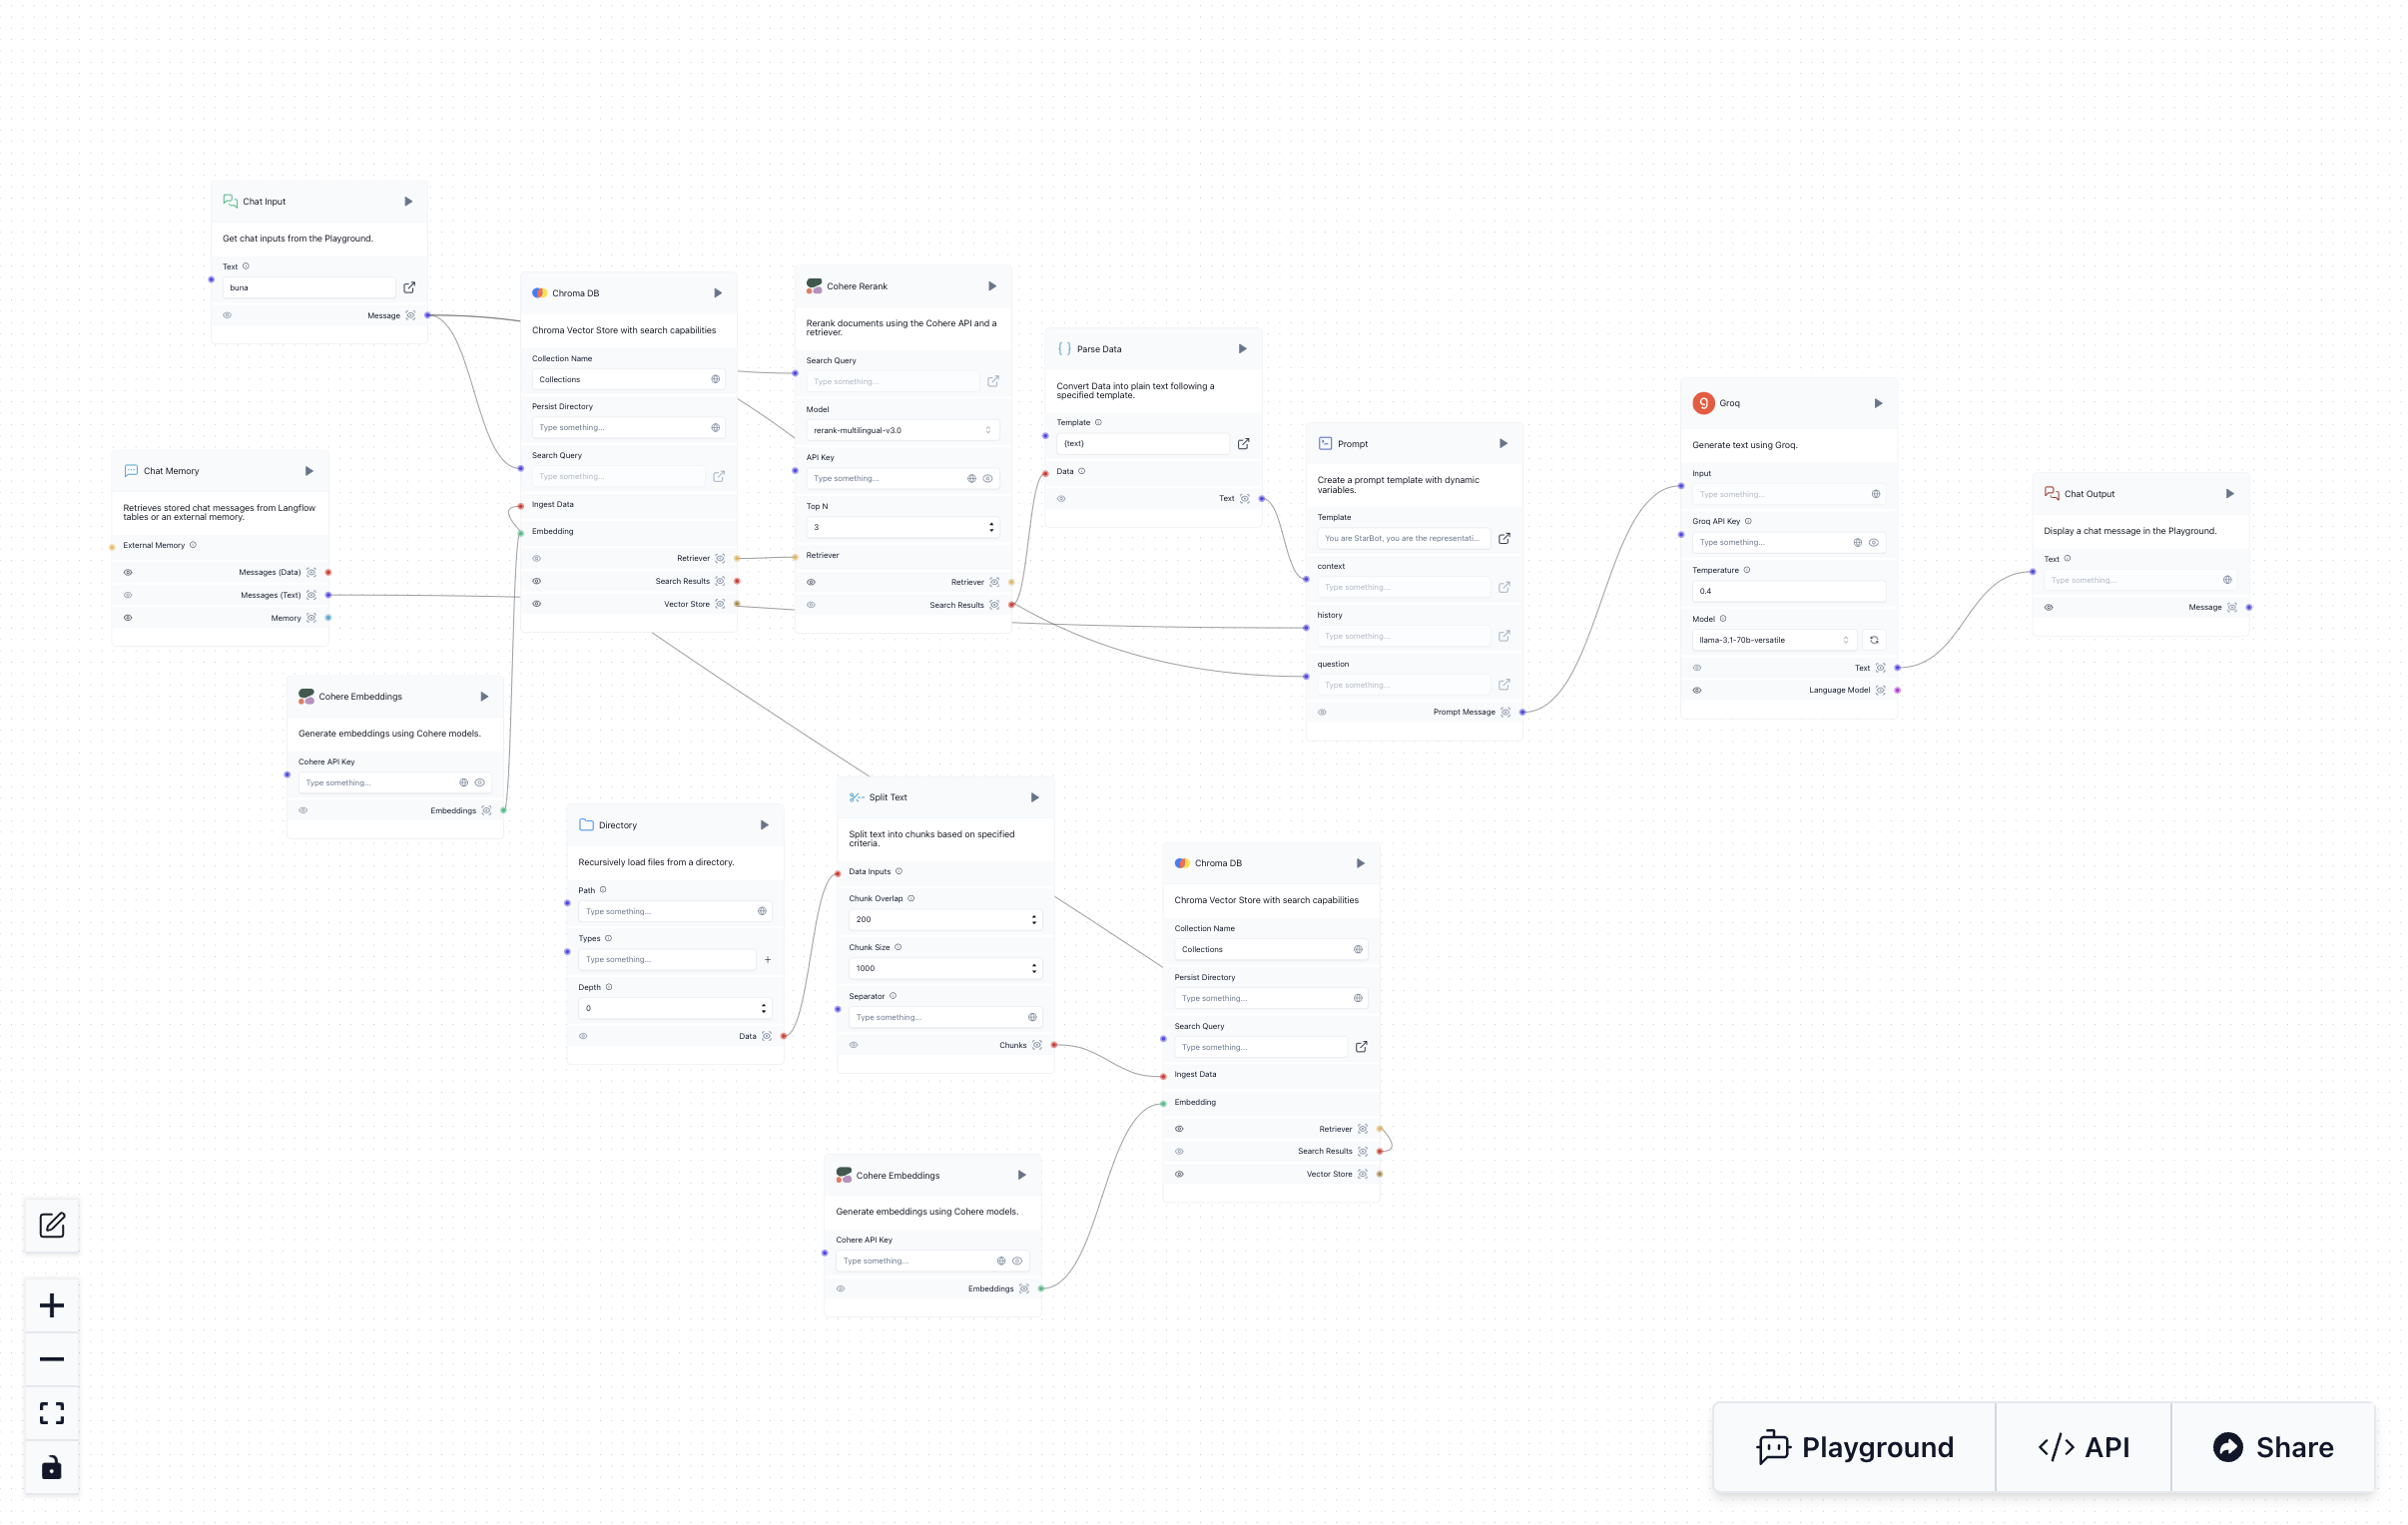 Chat Input
Get chat inputs from the Playground.
Text
buna
Message
Chat Memory
Retrieves stored chat messages from Langflow
tables or an external memory.
External Memory
Messages (Data)
Messages (Text)
Memory
Cohere Embeddings
Generate embeddings using Cohere models.
Cohere API Key
Type something...
Embeddings
Chroma DB
Chroma Vector Store with search capabilities
Collection Name
Collections
Persist Directory
Type something...
Search Query
Type something...
Ingest Data
Embedding
Retriever
Search Results
Vector Store
Cohere Rerank
Rerank documents using the Cohere API and a
retriever.
Search Query
Type something...
Model
rerank-multilingual-v3.0
API Key
Type something...
Top N
3
Retriever
Retriever
Search Results
Parse Data
Convert Data into plain text following a
specified template.
Template
{text}
Data
Text
Prompt
Create a prompt template with dynamic
variables.
Template
You are StarBot, you are the representati...
context
Type something...
history
Type something...
question
Type something...
Prompt Message
Groq
Generate text using Groq.
Input
Type something...
Groq API Key
Type something...
Temperature
0.4
Model
llama-3.1-70b-versatile
Text
Language Model
Chat Output
Display a chat message in the Playground.
Text
Type something...
Message
Directory
Recursively load files from a directory.
Path
Type something...
Types
Type something...
Depth
0
Data
Split Text
Split text into chunks based on specified
criteria.
Data Inputs
Chunk Overlap
200
Chunk Size
1000
Separator
Type something...
Chunks
Chroma DB
Chroma Vector Store with search capabilities
Collection Name
Collections
Persist Directory
Type something...
Search Query
Type something...
Ingest Data
Embedding
Retriever
Search Results
Vector Store
Cohere Embeddings
Generate embeddings using Cohere models.
Cohere API Key
Type something...
Embeddings
Playground
API
Share